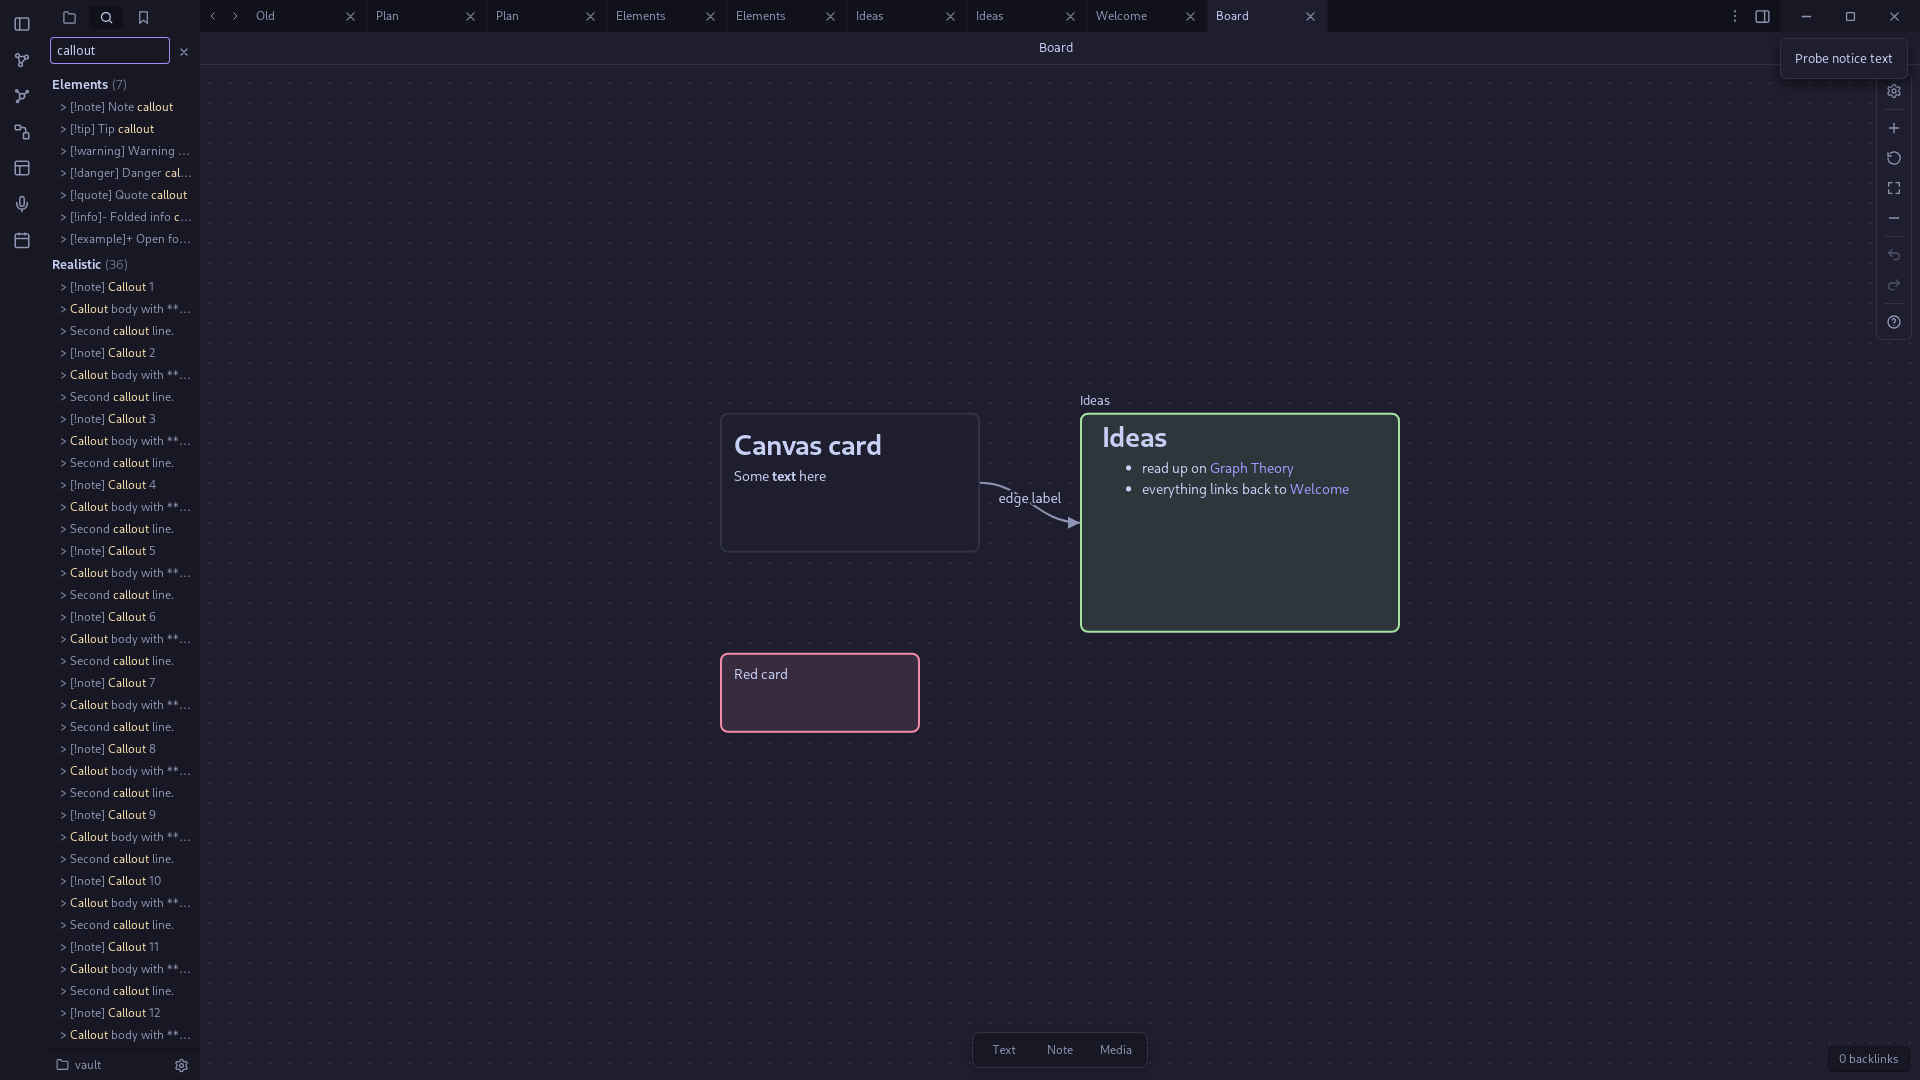 Old
Plan
Plan
Elements
Elements
Ideas
Ideas
Welcome
Board
callout
Board
Probe notice text
Elements (7)
> [!note] Note callout
> [!tip] Tip callout
> [!warning] Warning ...
> [!danger] Danger cal...
> [!quote] Quote callout
> [!info]- Folded info c...
> [!example]+ Open fo...
Realistic (36)
> [!note] Callout 1
> Callout body with **...
> Second callout line.
> [!note] Callout 2
> Callout body with **...
> Second callout line.
> [!note] Callout 3
> Callout body with **...
> Second callout line.
> [!note] Callout 4
> Callout body with **...
> Second callout line.
> [!note] Callout 5
> Callout body with **...
> Second callout line.
> [!note] Callout 6
> Callout body with **...
> Second callout line.
> [!note] Callout 7
> Callout body with **...
> Second callout line.
> [!note] Callout 8
> Callout body with **...
> Second callout line.
> [!note] Callout 9
> Callout body with **...
> Second callout line.
> [!note] Callout 10
> Callout body with **...
> Second callout line.
> [!note] Callout 11
> Callout body with **...
> Second callout line.
> [!note] Callout 12
> Callout body with **...
vault
Canvas card
Some text here
edge label
Ideas
Ideas
• read up on Graph Theory
• everything links back to Welcome
Red card
Text
Note
Media
0 backlinks